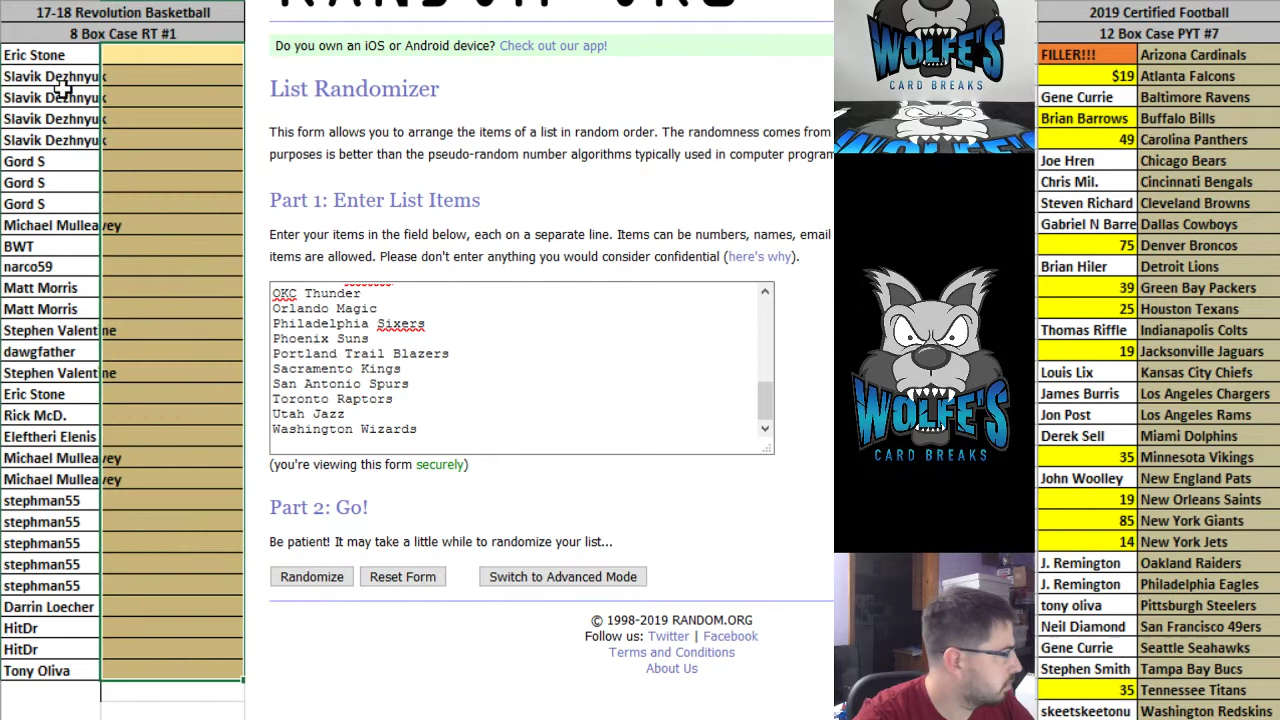 17-18 Revolution Basketball
8 Box Case RT #1
Eric Stone
Slavik Dezhnyuk
Slavik Dezhnyuk
Slavik Dezhnyuk
Slavik Dezhnyuk
Gord S
Gord S
Gord S
Michael Mulleavey
BWT
narco59
Matt Morris
Matt Morris
Stephen Valentine
dawgfather
Stephen Valentine
Eric Stone
Rick McD.
Eleftheri Elenis
Michael Mulleavey
Michael Mulleavey
stephman55
stephman55
stephman55
stephman55
stephman55
Darrin Loecher
HitDr
HitDr
Tony Oliva
Do you own an iOS or Android device? Check out our app!
List Randomizer
This form allows you to arrange the items of a list in random order. The randomness comes from
purposes is better than the pseudo-random number algorithms typically used in computer program
Part 1: Enter List Items
Enter your items in the field below, each on a separate line. Items can be numbers, names, email
items are allowed. Please don't enter anything you would consider confidential (here's why).
OKC Thunder
Orlando Magic
Philadelphia Sixers
Phoenix Suns
Portland Trail Blazers
Sacramento Kings
San Antonio Spurs
Toronto Raptors
Utah Jazz
Washington Wizards
(you're viewing this form securely)
Part 2: Go!
Be patient! It may take a little while to randomize your list...
Randomize
Reset Form
Switch to Advanced Mode
© 1998-2019 RANDOM.ORG
Follow us: Twitter | Facebook
Terms and Conditions
About Us
WOLFE'S
CARD BREAKS
WOLFE'S
CARD BREAKS
2019 Certified Football
12 Box Case PYT #7
FILLER!!! Arizona Cardinals
$19 Atlanta Falcons
Gene Currie Baltimore Ravens
Brian Barrows Buffalo Bills
49 Carolina Panthers
Joe Hren Chicago Bears
Chris Mil. Cincinnati Bengals
Steven Richard Cleveland Browns
Gabriel N Barre Dallas Cowboys
75 Denver Broncos
Brian Hiler Detroit Lions
39 Green Bay Packers
25 Houston Texans
Thomas Riffle Indianapolis Colts
19 Jacksonville Jaguars
Louis Lix Kansas City Chiefs
James Burris Los Angeles Chargers
Jon Post Los Angeles Rams
Derek Sell Miami Dolphins
35 Minnesota Vikings
John Woolley New England Pats
19 New Orleans Saints
85 New York Giants
14 New York Jets
J. Remington Oakland Raiders
J. Remington Philadelphia Eagles
tony oliva Pittsburgh Steelers
Neil Diamond San Francisco 49ers
Gene Currie Seattle Seahawks
Stephen Smith Tampa Bay Bucs
35 Tennessee Titans
skeetskeetonu Washington Redskins